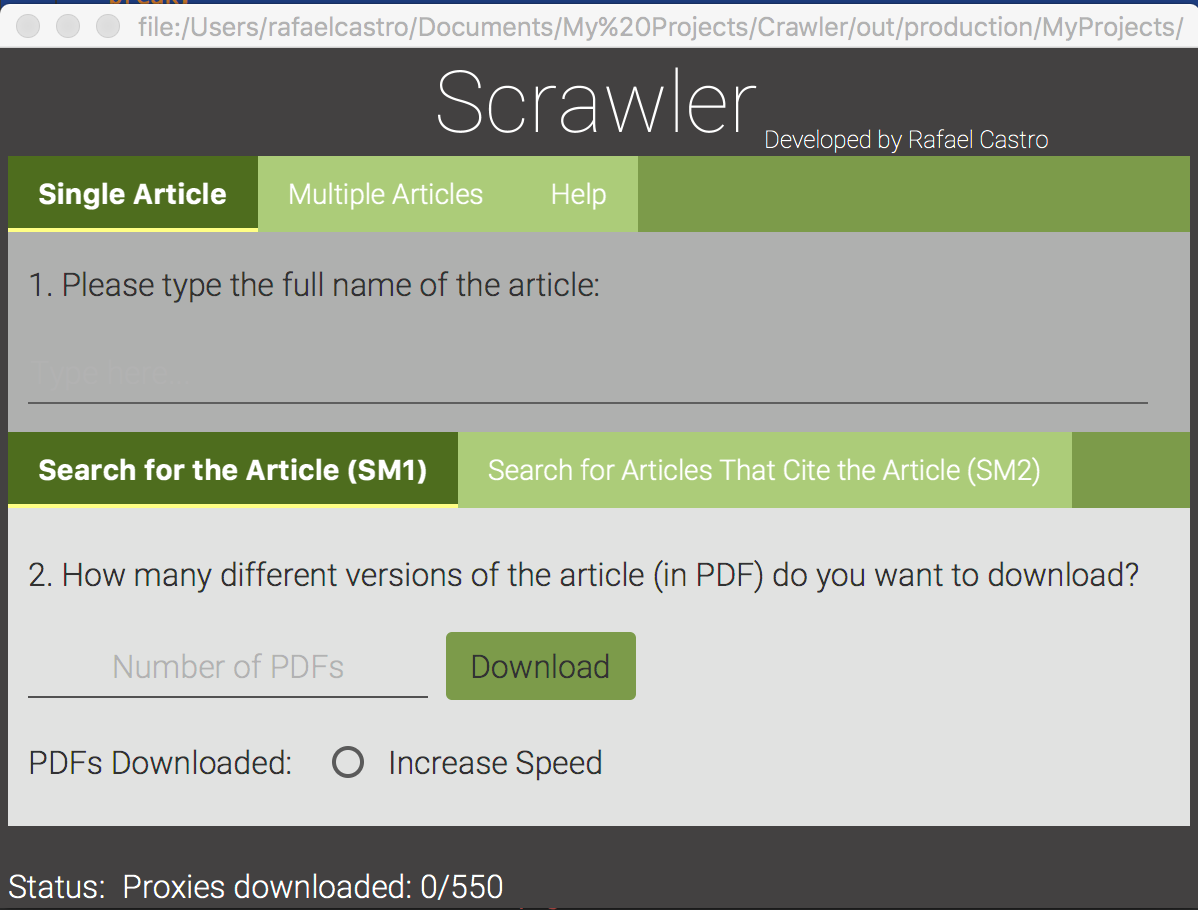 file:/Users/rafaelcastro/Documents/My%20Projects/Crawler/out/production/MyProjects/
Scrawler
Developed by Rafael Castro
Single Article Multiple Articles Help
1. Please type the full name of the article:
Type here
Search for the Article (SM1) Search for Articles That Cite the Article (SM2)
2. How many different versions of the article (in PDF) do you want to download?
Number of PDFs Download
PDFs Downloaded: Increase Speed
Status: Proxies downloaded: 0/550